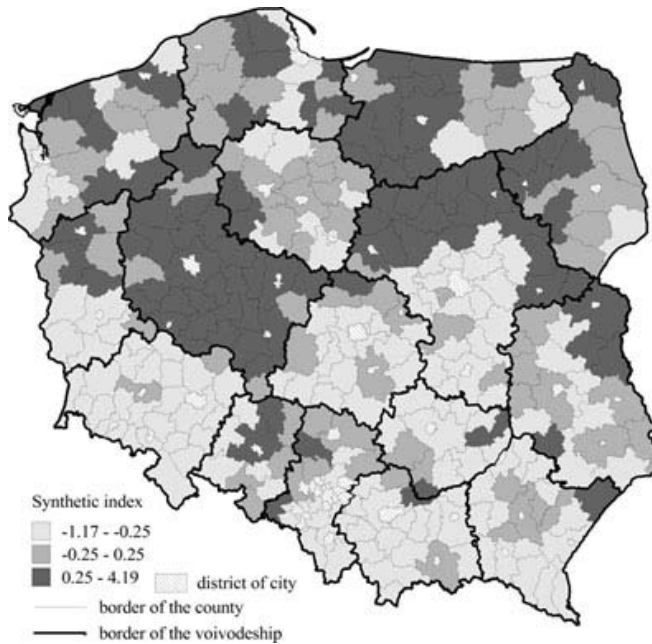 Synthetic index
-1.17 - -0.25
-0.25 - 0.25
0.25 - 4.19
district of city
border of the county
border of the voivodeship